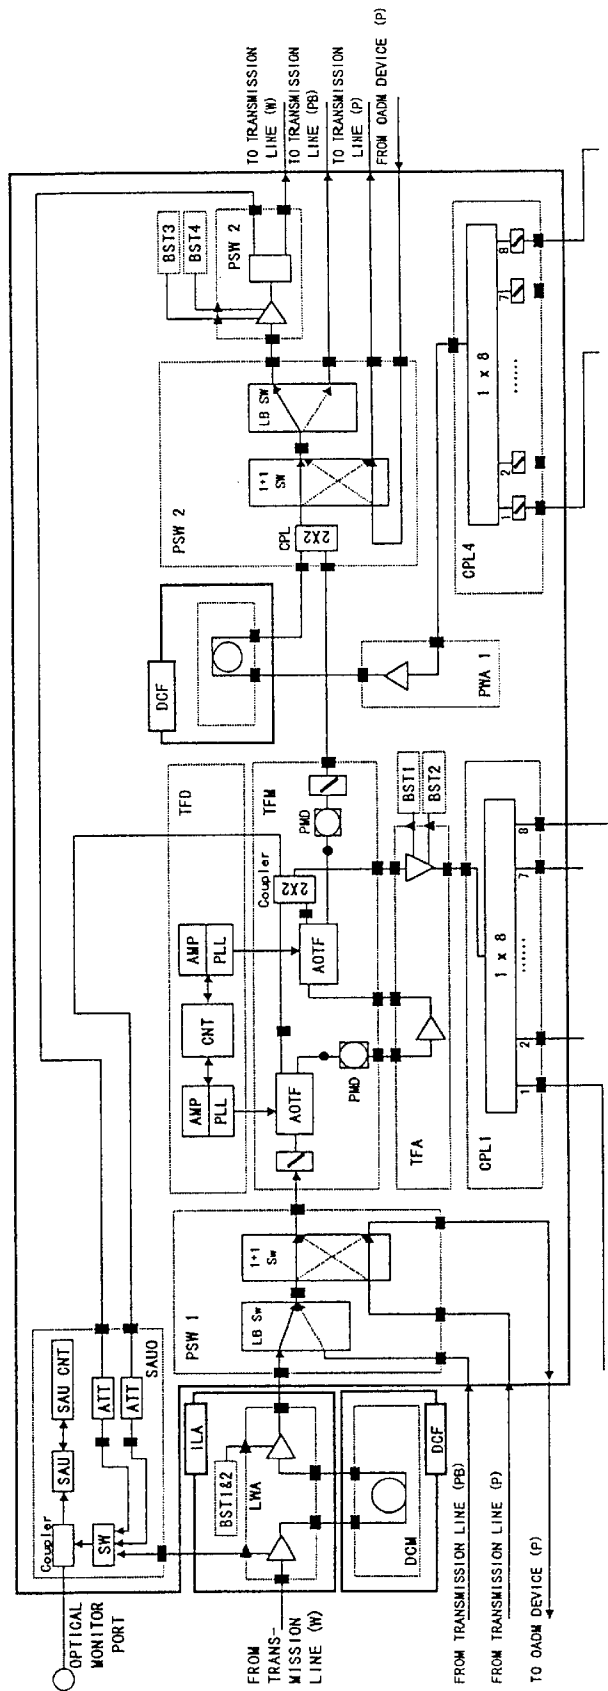 OPTICAL
MONITOR
PORT
Coupler
SAU
SAU CNT
SW
ATT
ATT
SAUO
FROM
TRANS-
MISSION
LINE (W)
ILA
BST1&2
LWA
DCM
DCF
FROM TRANSMISSION LINE (PB)
FROM TRANSMISSION LINE (P)
TO OADM DEVICE (P)
PSW 1
LB Sw
1+1
Sw
TFD
AMP
PLL
CNT
AMP
PLL
TFM
AOTF
PMD
AOTF
Coupler
2X2
PMD
TFA
BST1
BST2
CPL1
1 x 8
1
2
......
7
8
DCF
PWA 1
PSW 2
CPL
2X2
1+1
SW
LB SW
BST3
BST4
PSW 2
CPL4
1 x 8
1
2
......
7
8
TO TRANSMISSION
LINE (W)
TO TRANSMISSION
LINE (PB)
TO TRANSMISSION
LINE (P)
FROM OADM DEVICE (P)